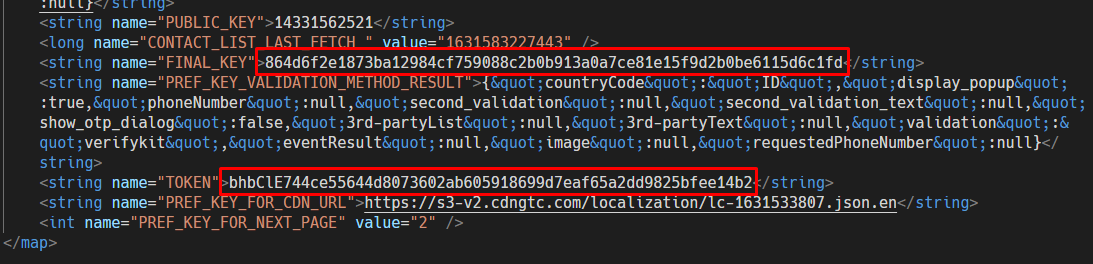 :null}</string>
<string name="PUBLIC_KEY">14331562521</string>
<long name="CONTACT_LIST_LAST_FETCH_" value="1631583227443" />
<string name="FINAL_KEY">864d6f2e1873ba12984cf759088c2b0b913a0a7ce81e15f9d2b0be6115d6c1fd</string>
<string name="PREF_KEY_VALIDATION_METHOD_RESULT">{&quot;countryCode&quot;:&quot;ID&quot;,&quot;display_popup&quot;
:true,&quot;phoneNumber&quot;:null,&quot;second_validation&quot;:null,&quot;second_validation_text&quot;:null,&quot;
show_otp_dialog&quot;:false,&quot;3rd-partyList&quot;:null,&quot;3rd-partyText&quot;:null,&quot;validation&quot;:&
quot;verifykit&quot;,&quot;eventResult&quot;:null,&quot;image&quot;:null,&quot;requestedPhoneNumber&quot;:null}</
string>
<string name="TOKEN">bhbClE744ce55644d8073602ab605918699d7eaf65a2dd9825bfee14b2</string>
<string name="PREF_KEY_FOR_CDN_URL">https://s3-v2.cdngtc.com/localization/lc-1631533807.json.en</string>
<int name="PREF_KEY_FOR_NEXT_PAGE" value="2" />
</map>